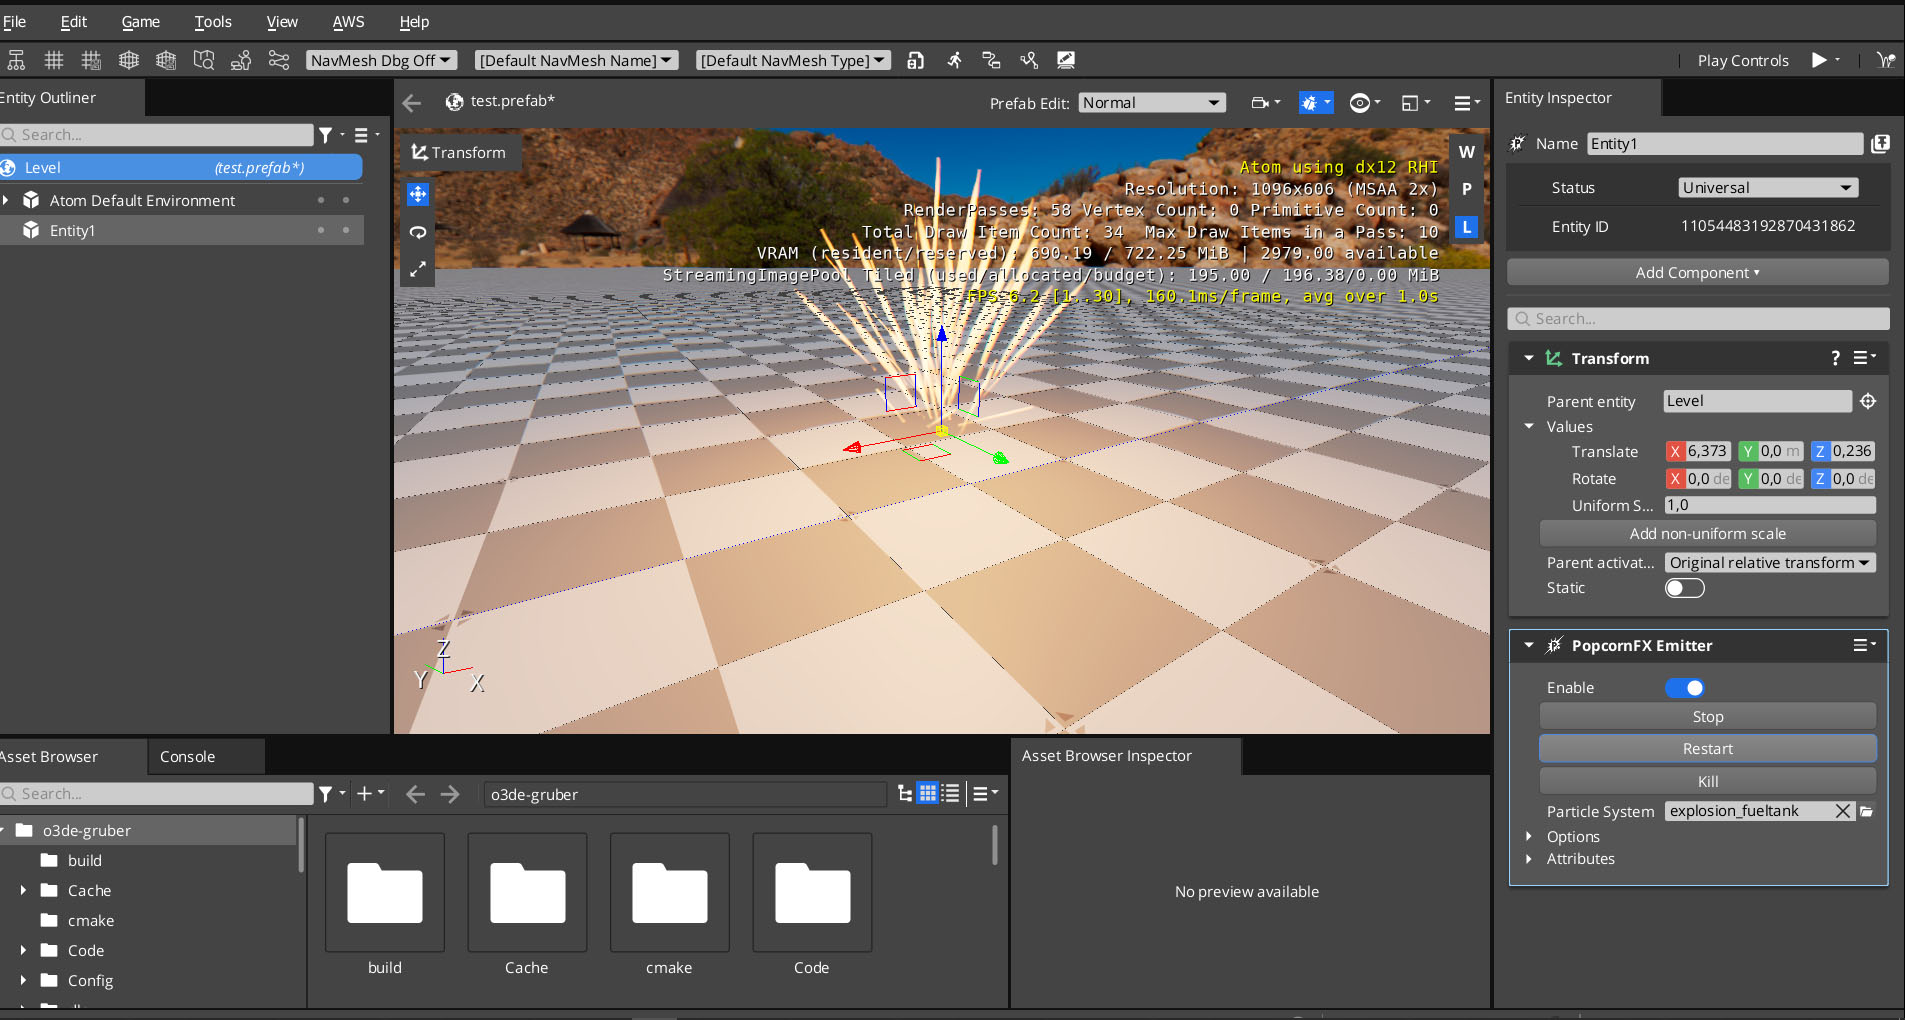 File Edit Game Tools View AWS Help
NavMesh Dbg Off [Default NavMesh Name] [Default NavMesh Type] Play Controls
Entity Outliner
Search...
Level (test.prefab*)
Atom Default Environment
Entity1
test.prefab*
Prefab Edit: Normal
Transform
W
P
L
Atom using dx12 RHI
Resolution: 1096x606 (MSAA 2x)
RenderPasses: 58 Vertex Count: 0 Primitive Count: 0
Total Draw Item Count: 34 Max Draw Items in a Pass: 10
VRAM (resident/reserved): 690.19 / 722.25 MiB | 2979.00 available
StreamingImagePool Tiled (used/allocated/budget): 195.00 / 196.38/0.00 MiB
FPS 6.2 [1..30], 160.1ms/frame, avg over 1.0s
Z
Y
X
Entity Inspector
Name Entity1
Status Universal
Entity ID 11054483192870431862
Add Component
Search...
Transform ?
Parent entity Level
Values
Translate X 6,373 Y 0,0 m Z 0,236
Rotate X 0,0 de Y 0,0 de Z 0,0 de
Uniform S... 1,0
Add non-uniform scale
Parent activat... Original relative transform
Static
PopcornFX Emitter
Enable
Stop
Restart
Kill
Particle System explosion_fueltank
Options
Attributes
Asset Browser Console
Search...
o3de-gruber
o3de-gruber
build
Cache
cmake
Code
Config
build Cache cmake Code
Asset Browser Inspector
No preview available